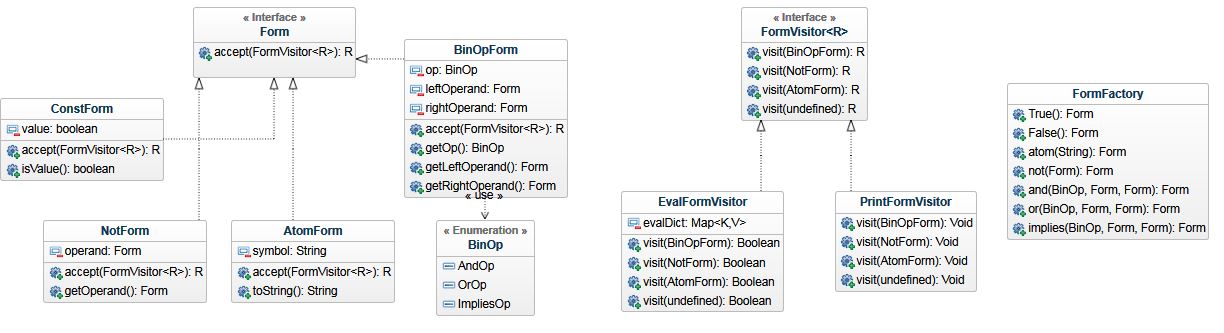 « Interface »
Form
accept(FormVisitor<R>): R
ConstForm
value: boolean
accept(FormVisitor<R>): R
isValue(): boolean
BinOpForm
op: BinOp
leftOperand: Form
rightOperand: Form
accept(FormVisitor<R>): R
getOp(): BinOp
getLeftOperand: Form
getRightOperand(): Form
« use »
NotForm
operand: Form
accept(FormVisitor<R>): R
getOperand(): Form
AtomForm
symbol: String
accept(FormVisitor<R>): R
toString(): String
« Enumeration »
BinOp
AndOp
OrOp
ImpliesOp
« Interface »
FormVisitor<R>
visit(BinOpForm): R
visit(NotForm): R
visit(AtomForm): R
visit(undefined): R
EvalFormVisitor
evalDict: Map<K,V>
visit(BinOpForm): Boolean
visit(NotForm): Boolean
visit(AtomForm): Boolean
visit(undefined): Boolean
PrintFormVisitor
visit(BinOpForm): Void
visit(NotForm): Void
visit(AtomForm): Void
visit(undefined): Void
FormFactory
True(): Form
False(): Form
atom(String): Form
not(Form): Form
and(BinOp, Form, Form): Form
or(BinOp, Form, Form): Form
implies(BinOp, Form, Form): Form